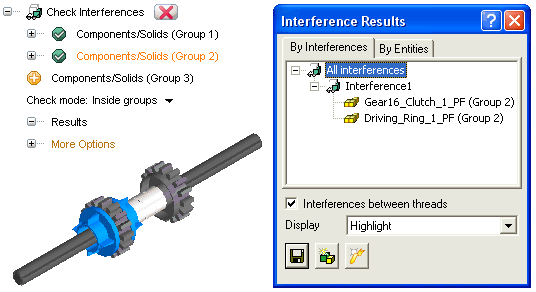 Check Interferences
Components/Solids (Group 1)
Components/Solids (Group 2)
Components/Solids (Group 3)
Check mode: Inside groups
Results
More Options
Interference Results
By Interferences
By Entities
All interferences
Interference1
Gear16_Clutch_1_PF (Group 2)
Driving_Ring_1_PF (Group 2)
Interferences between threads
Display
Highlight